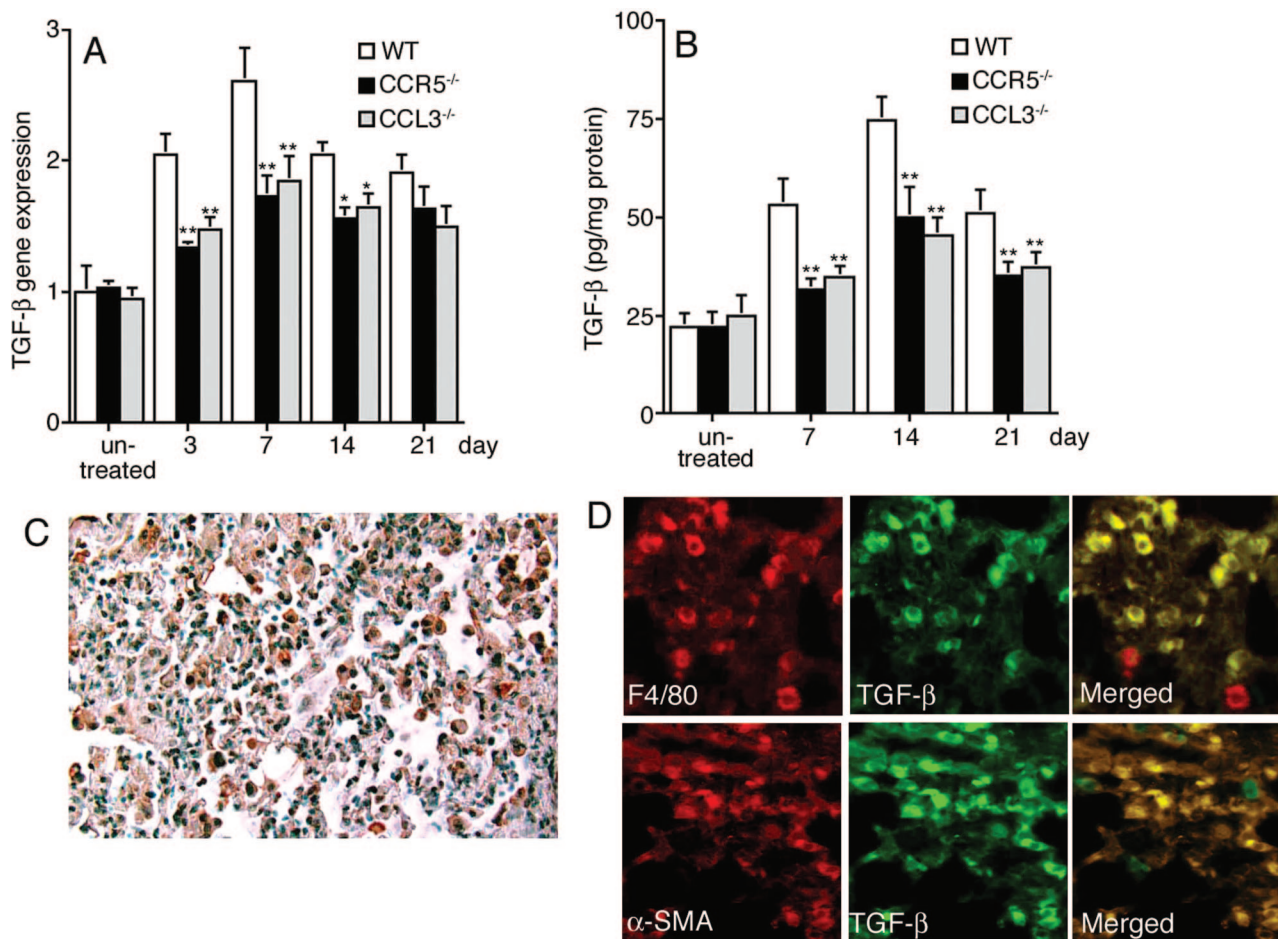 A
WT
CCR5-/-
CCL3-/-
TGF-β gene expression
3
2
1
0
** ** ** ** * *
un-treated 3 7 14 21 day
B
WT
CCR5-/-
CCL3-/-
TGF-β (pg/mg protein)
100
75
50
25
0
** ** ** ** ** **
un-treated 7 14 21 day
C
D
F4/80 TGF-β Merged
α-SMA TGF-β Merged